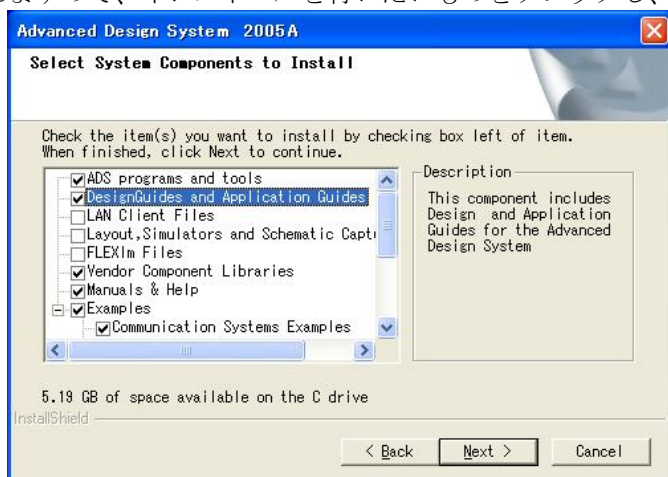 Advanced Design System 2005A
Select System Components to Install
Check the item(s) you want to install by checking box left of item.
When finished, click Next to continue.
ADS programs and tools
DesignGuides and Application Guides
LAN Client Files
Layout,Simulators and Schematic Capt
FLEXlm Files
Vendor Component Libraries
Manuals & Help
Examples
Communication Systems Examples
Description
This component includes
Design and Application
Guides for the Advanced
Design System
5.19 GB of space available on the C drive
InstallShield
< Back
Next >
Cancel